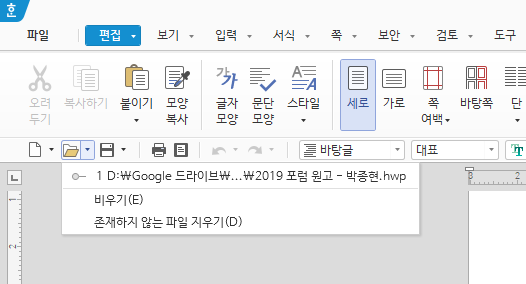 한
파일 편집 보기 입력 서식 쪽 보안 검토 도구
오려 두기 복사하기 붙이기 모양 복사 글자 모양 문단 모양 스타일 세로 가로 쪽 여백 바탕쪽 단
바탕글 대표
1 D:₩Google 드라이브₩...₩2019 포럼 원고 - 박종현.hwp
비우기(E)
존재하지 않는 파일 지우기(D)
3 2
1
2